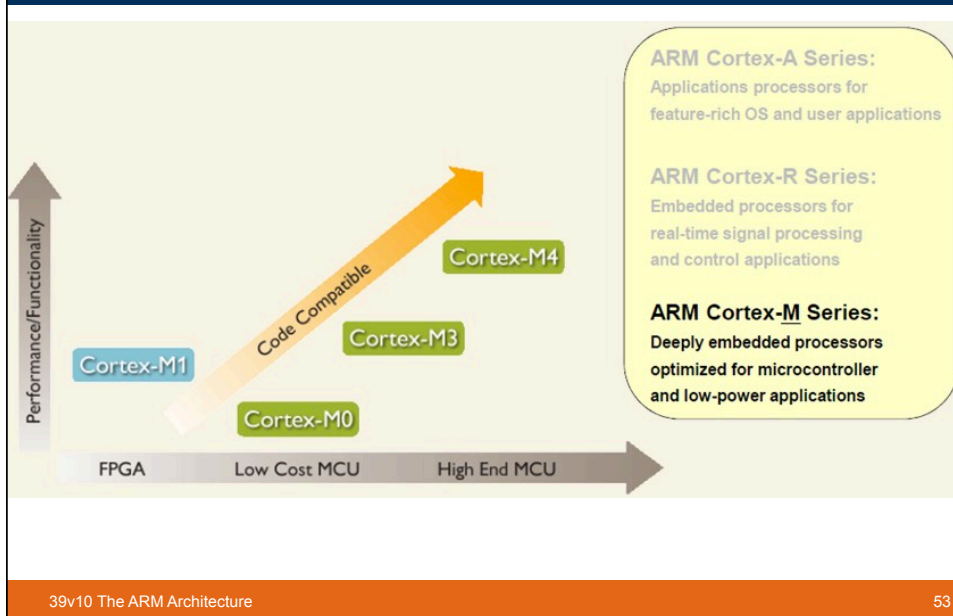 ARM Cortex-A Series:
Applications processors for
feature-rich OS and user applications
ARM Cortex-R Series:
Embedded processors for
real-time signal processing
and control applications
ARM Cortex-M Series:
Deeply embedded processors
optimized for microcontroller
and low-power applications
Performance/Functionality
Code Compatible
Cortex-M4
Cortex-M3
Cortex-M1
Cortex-M0
FPGA
Low Cost MCU
High End MCU
39v10 The ARM Architecture
53